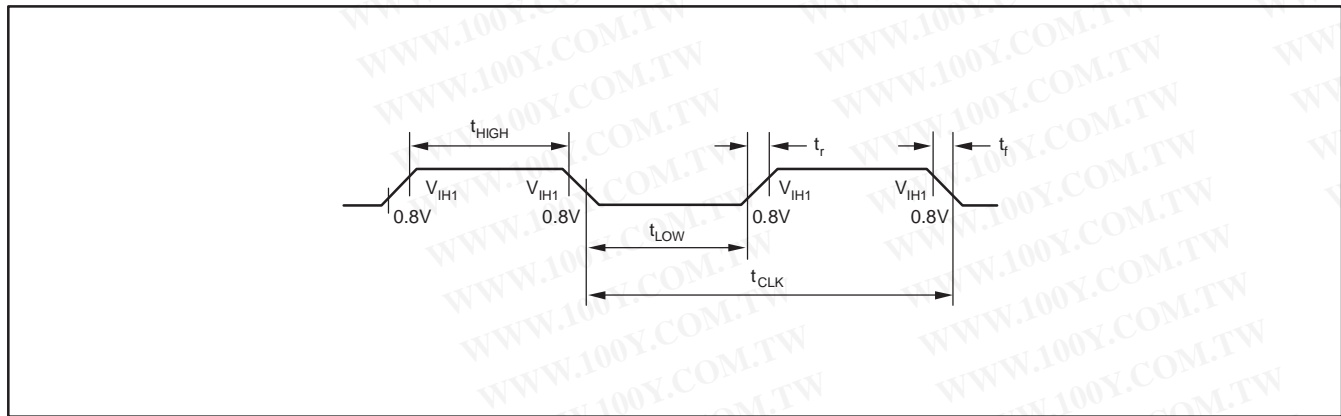 tHIGH
tr
tf
VIH1 VIH1 VIH1 VIH1
0.8V 0.8V 0.8V 0.8V
tLOW
tCLK
WWW.100Y.COM.TW